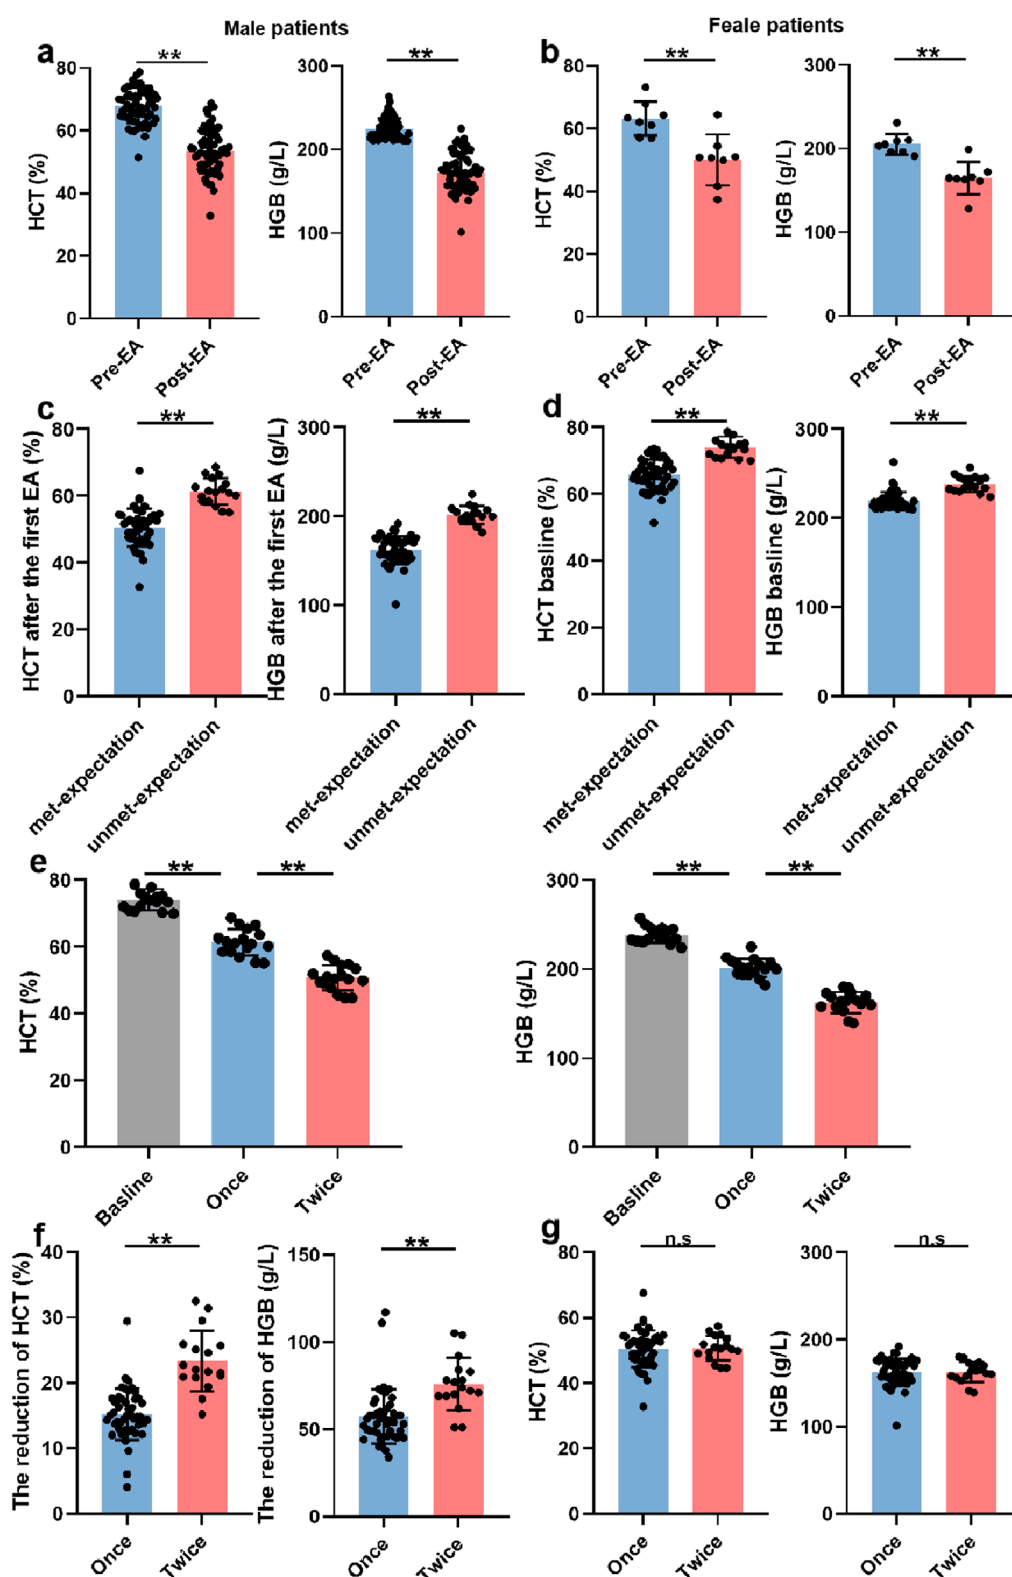 Male patients
Feale patients
a
**
**
HCT (%)
80
60
40
20
0
Pre-EA
Post-EA
HGB (g/L)
300
200
100
0
Pre-EA
Post-EA
b
**
**
HCT (%)
80
60
40
20
0
Pre-EA
Post-EA
HGB (g/L)
300
200
100
0
Pre-EA
Post-EA
c
**
**
HCT after the first EA (%)
80
60
40
20
0
met-expectation
unmet-expectation
HGB after the first EA (g/L)
300
200
100
0
met-expectation
unmet-expectation
d
**
**
HCT basline (%)
80
60
40
20
0
met-expectation
unmet-expectation
HGB basline (g/L)
300
200
100
0
met-expectation
unmet-expectation
e
**
**
HCT (%)
80
60
40
20
0
Basline
Once
Twice
**
**
HGB (g/L)
300
200
100
0
Basline
Once
Twice
f
**
**
The reduction of HCT (%)
40
30
20
10
0
Once
Twice
The reduction of HGB (g/L)
150
100
50
0
Once
Twice
g
n.s
n.s
HCT (%)
80
60
40
20
0
Once
Twice
HGB (g/L)
300
200
100
0
Once
Twice